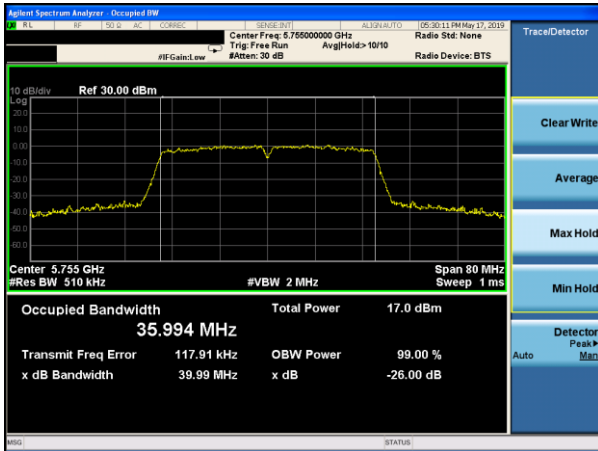 Agilent Spectrum Analyzer - Occupied BW
RL RF 50 Ω AC CORREC SENSE:INT ALIGNAUTO 05:30:11 PM May 17, 2019
Center Freq: 5.755000000 GHz Radio Std: None
Trig: Free Run Avg|Hold:> 10/10
#IFGain:Low #Atten: 30 dB Radio Device: BTS
Trace/Detector
10 dB/div Ref 30.00 dBm
Log
20.0
10.0
0.00
-10.0
-20.0
-30.0
-40.0
-50.0
-60.0
Center 5.755 GHz Span 80 MHz
#Res BW 510 kHz #VBW 2 MHz Sweep 1 ms
Occupied Bandwidth Total Power 17.0 dBm
35.994 MHz
Transmit Freq Error 117.91 kHz OBW Power 99.00 %
x dB Bandwidth 39.99 MHz x dB -26.00 dB
Clear Write
Average
Max Hold
Min Hold
Detector
Peak▶
Auto Man
MSG STATUS